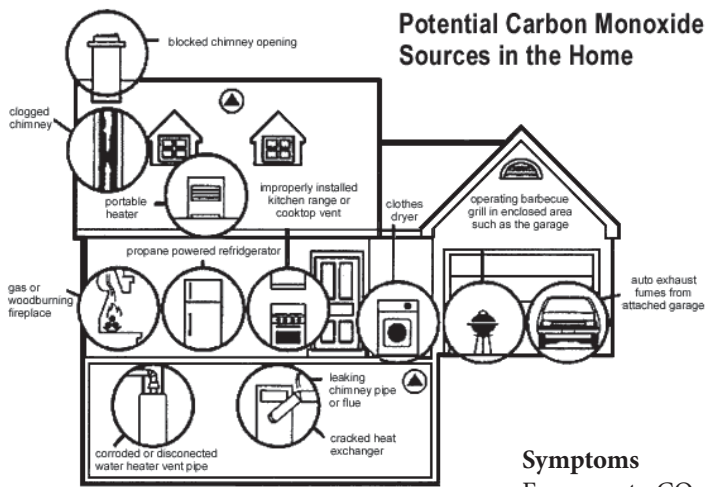 Potential Carbon Monoxide
Sources in the Home
blocked chimney opening
clogged
chimney
portable
heater
improperly installed
kitchen range or
cooktop vent
clothes
dryer
operating barbecue
grill in enclosed area
such as the garage
propane powered refridgerator
gas or
woodburning
fireplace
auto exhaust
fumes from
attached garage
leaking
chimney pipe
or flue
cracked heat
exchanger
corroded or disconected
water heater vent pipe
Symptoms